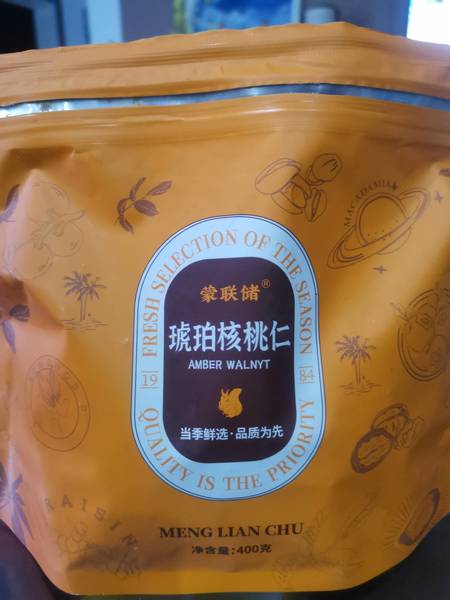 MACADAMIA
FRESH SELECTION OF THE SEASON
蒙联储®
琥珀核桃仁
AMBER WALNYT
19
84
当季鲜选·品质为先
QUALITY IS THE PRIORITY
RAISINS
MENG LIAN CHU
净含量:400克